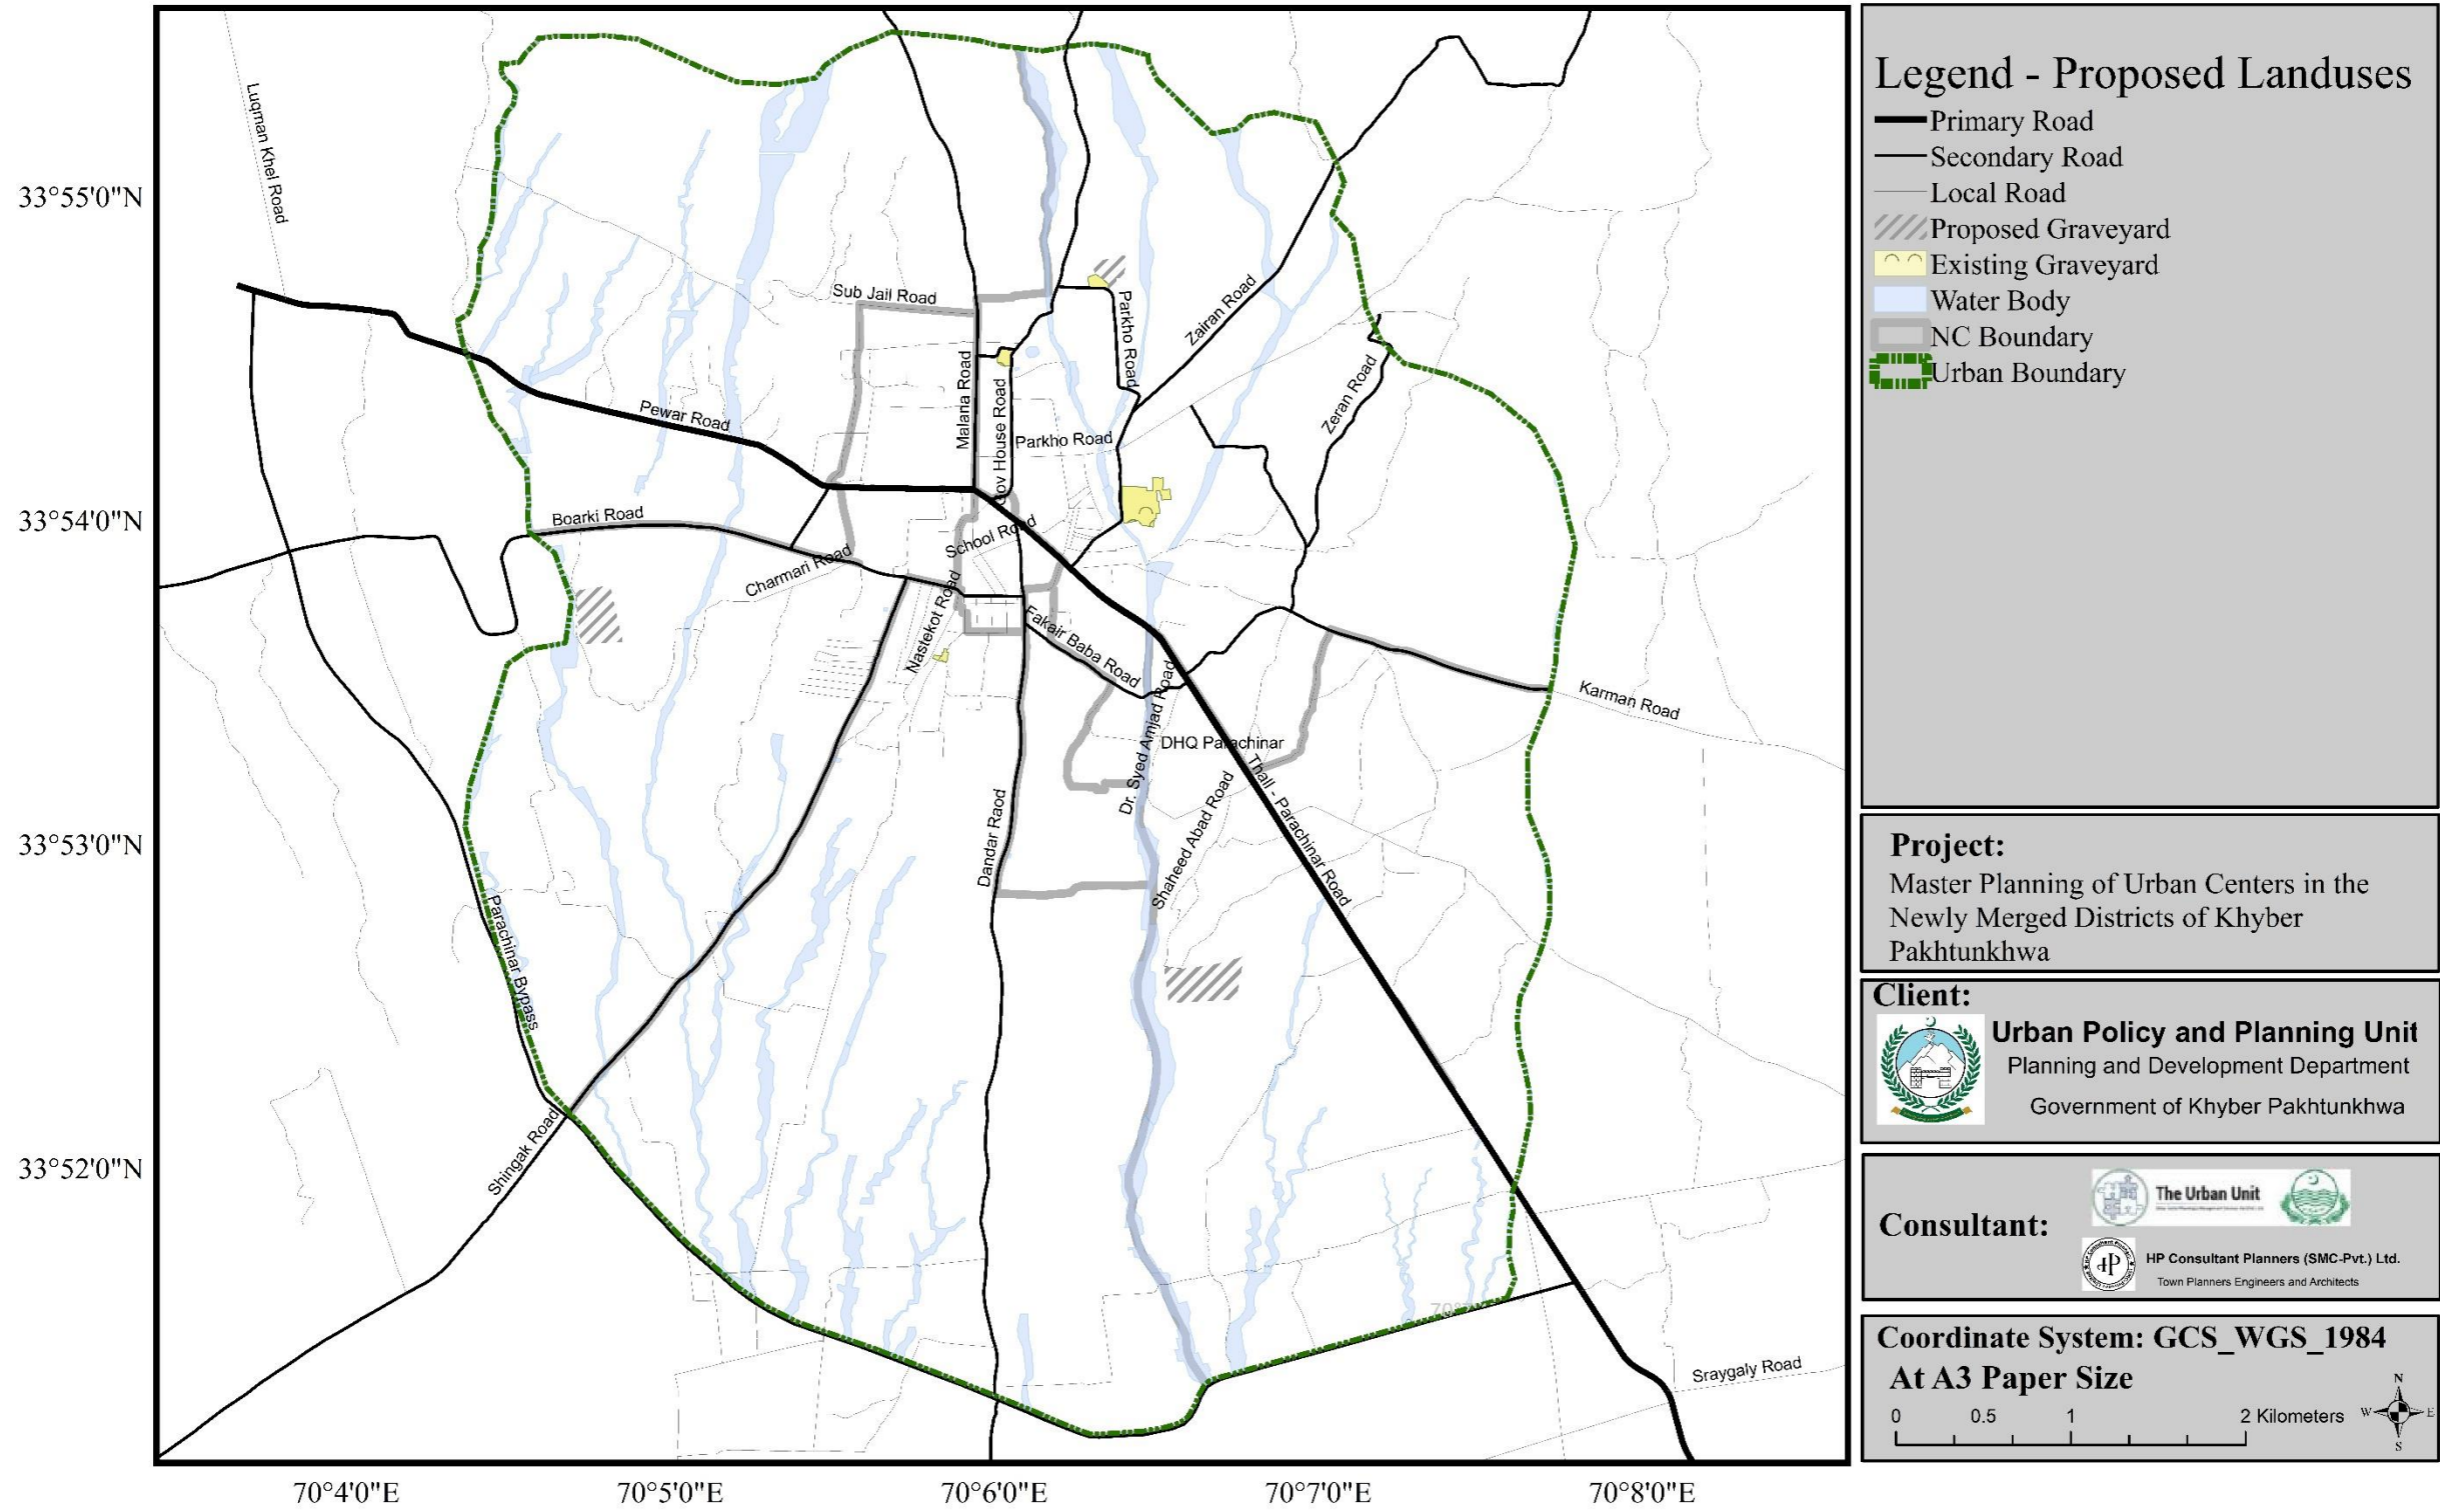 Luqman Khel Road
Sub Jail Road
Parkho Road
Zairan Road
Malaria Road
Gov House Road
Zeran Road
Pewar Road
Parkho Road
Boarki Road
School Road
Charmari Road
Nastekot Road
Fakair Baba Road
Karman Road
Dr. Syed Amjad Road
DHQ Parachinar
Thall - Parachinar Road
Shaheed Abad Road
Dandar Raod
Parachinar Bypass
Shingak Road
Sraygaly Road
33°55'0"N
33°54'0"N
33°53'0"N
33°52'0"N
70°4'0"E
70°5'0"E
70°6'0"E
70°7'0"E
70°8'0"E
Legend - Proposed Landuses
Primary Road
Secondary Road
Local Road
Proposed Graveyard
Existing Graveyard
Water Body
NC Boundary
Urban Boundary
Project:
Master Planning of Urban Centers in the
Newly Merged Districts of Khyber
Pakhtunkhwa
Client:
Urban Policy and Planning Unit
Planning and Development Department
Government of Khyber Pakhtunkhwa
Consultant:
The Urban Unit
HP Consultant Planners (SMC-Pvt.) Ltd.
Town Planners Engineers and Architects
Coordinate System: GCS_WGS_1984
At A3 Paper Size
0 0.5 1 2 Kilometers
N
W E
S